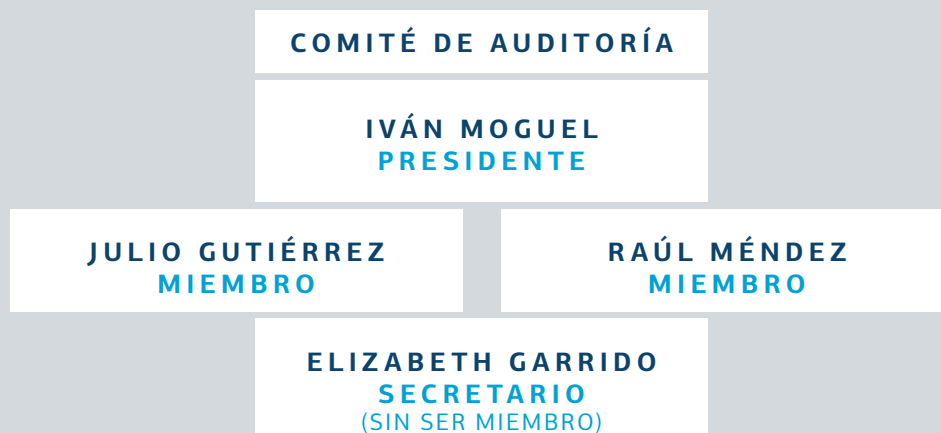 COMITÉ DE AUDITORÍA
IVÁN MOGUEL
PRESIDENTE
JULIO GUTIÉRREZ
MIEMBRO
RAÚL MÉNDEZ
MIEMBRO
ELIZABETH GARRIDO
SECRETARIO
(SIN SER MIEMBRO)